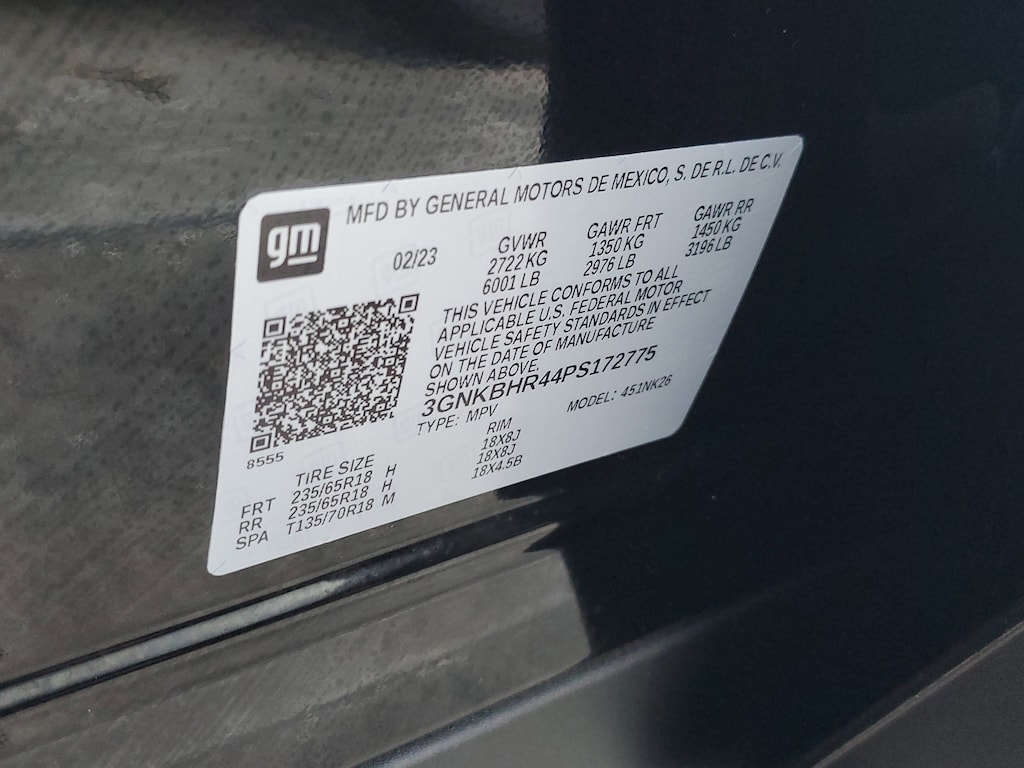 gm
MFD BY GENERAL MOTORS DE MEXICO, S. DE R.L. DE C.V.
02/23
GVWR
2722 KG
6001 LB
GAWR FRT
1350 KG
2976 LB
GAWR RR
1450 KG
3196 LB
THIS VEHICLE CONFORMS TO ALL
APPLICABLE U.S. FEDERAL MOTOR
VEHICLE SAFETY STANDARDS IN EFFECT
ON THE DATE OF MANUFACTURE
SHOWN ABOVE.
3GNKBHR44PS172775
TYPE: MPV
MODEL: 451NK26
8555
TIRE SIZE
RIM
FRT 235/65R18 H 18X8J
RR 235/65R18 H 18X8J
SPA T135/70R18 M 18X4.5B